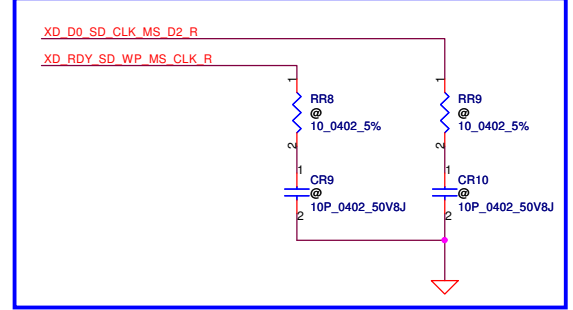 XD_D0_SD_CLK_MS_D2_R
XD_RDY_SD_WP_MS_CLK_R
1
RR8
@
10_0402_5%
2
1
CR9
@
10P_0402_50V8J
2
1
RR9
@
10_0402_5%
2
1
CR10
@
10P_0402_50V8J
2